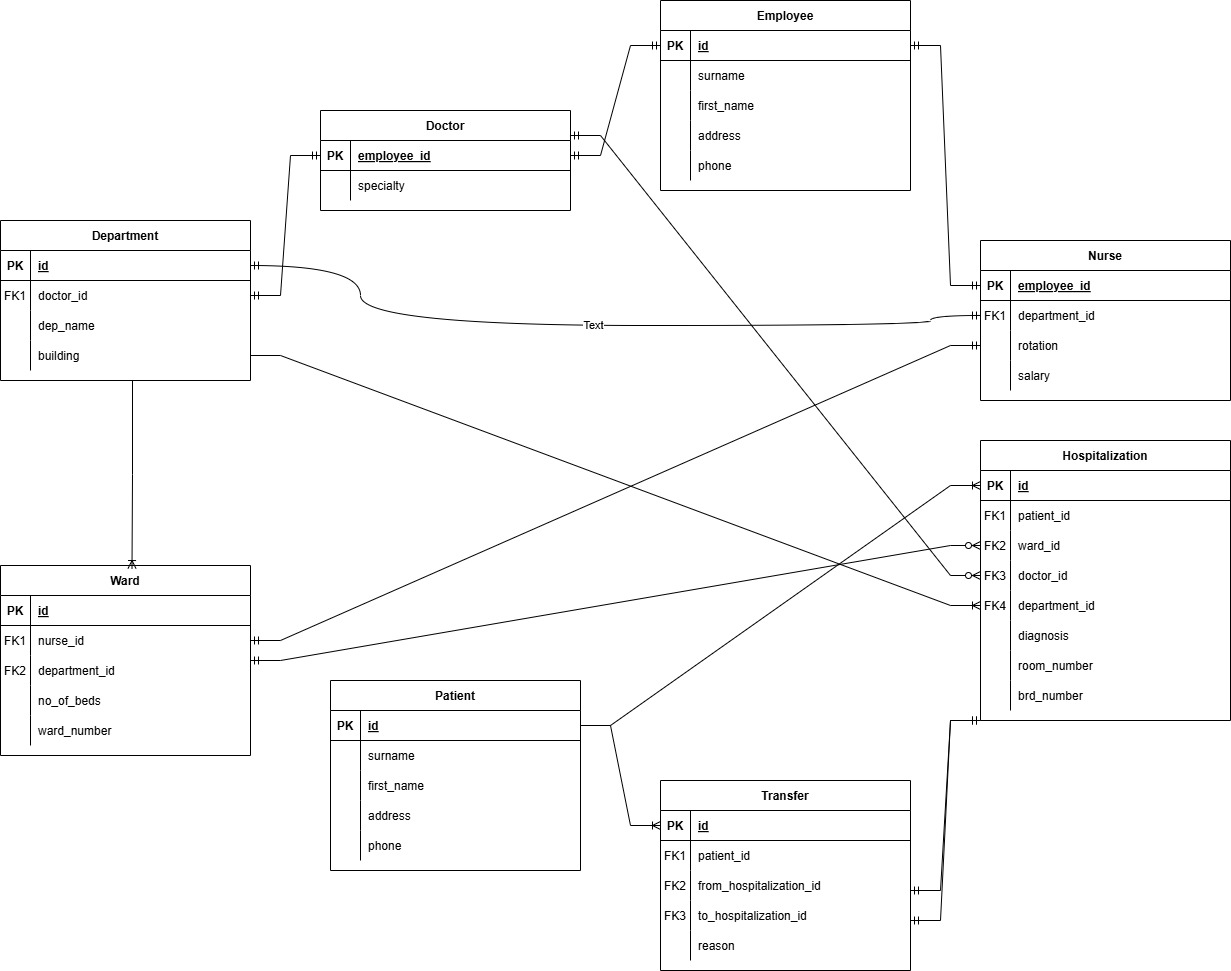 Employee
PK id
surname
first_name
address
phone
Doctor
PK employee_id
specialty
Department
PK id
FK1 doctor_id
dep_name
building
Nurse
PK employee_id
FK1 department_id
rotation
salary
Text
Hospitalization
PK id
FK1 patient_id
FK2 ward_id
FK3 doctor_id
FK4 department_id
diagnosis
room_number
brd_number
Ward
PK id
FK1 nurse_id
FK2 department_id
no_of_beds
ward_number
Patient
PK id
surname
first_name
address
phone
Transfer
PK id
FK1 patient_id
FK2 from_hospitalization_id
FK3 to_hospitalization_id
reason